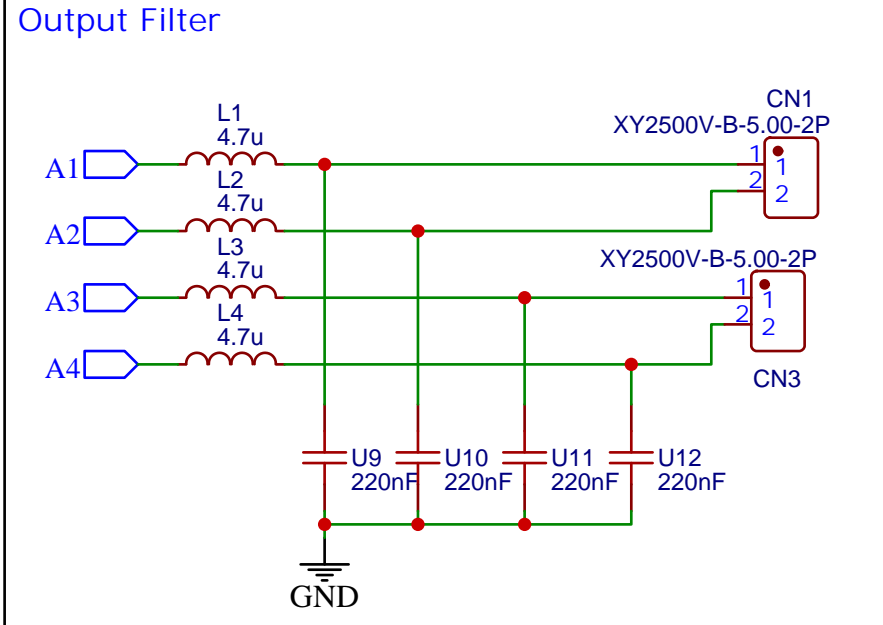 Output Filter
CN1
XY2500V-B-5.00-2P
L1
4.7u
A1
1
1
L2
4.7u
2
2
A2
L3
4.7u
XY2500V-B-5.00-2P
A3
1
1
L4
4.7u
2
2
A4
CN3
U9
220nF
U10
220nF
U11
220nF
U12
220nF
GND